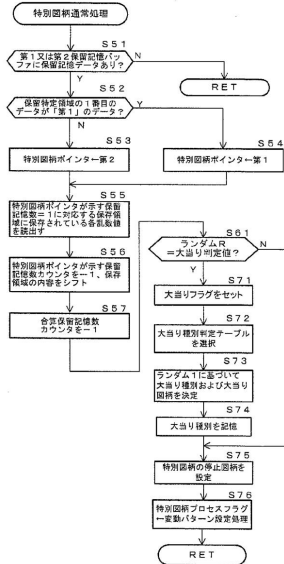 特別図柄通常処理
S51
第1又は第2保留記憶バッ
ファに保留記憶データあり?
N
Y
RET
S52
保留特定領域の1番目の
データが「第1」のデータ?
Y
N
S53
特別図柄ポインタ←第2
S54
特別図柄ポインタ←第1
S55
特別図柄ポインタが示す保留
記憶数=1に対応する保存領
域に保存されている各乱数値
を読出す
S56
特別図柄ポインタが示す保留
記憶数カウンタを-1、保存
領域の内容をシフト
S57
合算保留記憶数
カウンタを-1
S61
ランダムR
=大当り判定値?
N
Y
S71
大当りフラグをセット
S72
大当り種別判定テーブル
を選択
S73
ランダム1に基づいて
大当り種別および大当り
図柄を決定
S74
大当り種別を記憶
S75
特別図柄の停止図柄を
設定
S76
特別図柄プロセスフラグ
←変動パターン設定処理
RET